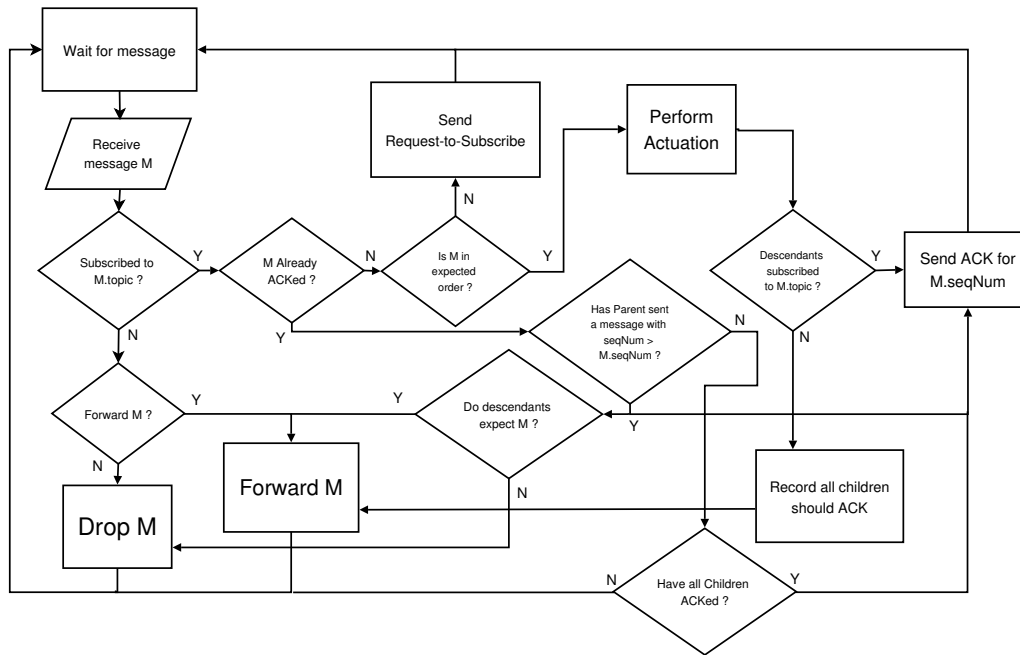 Wait for message
Receive
message M
Send
Request-to-Subscribe
Perform
Actuation
N
Subscribed to
M.topic ?
Y
M Already
ACKed ?
N
Is M in
expected
order ?
Y
Descendants
subscribed
to M.topic ?
Y
Send ACK for
M.seqNum
N
Y
Has Parent sent
a message with
seqNum >
M.seqNum ?
N
N
Y
Forward M ?
Y
Y
Do descendants
expect M ?
N
N
Drop M
Forward M
Record all children
should ACK
N
Have all Children
ACKed ?
Y